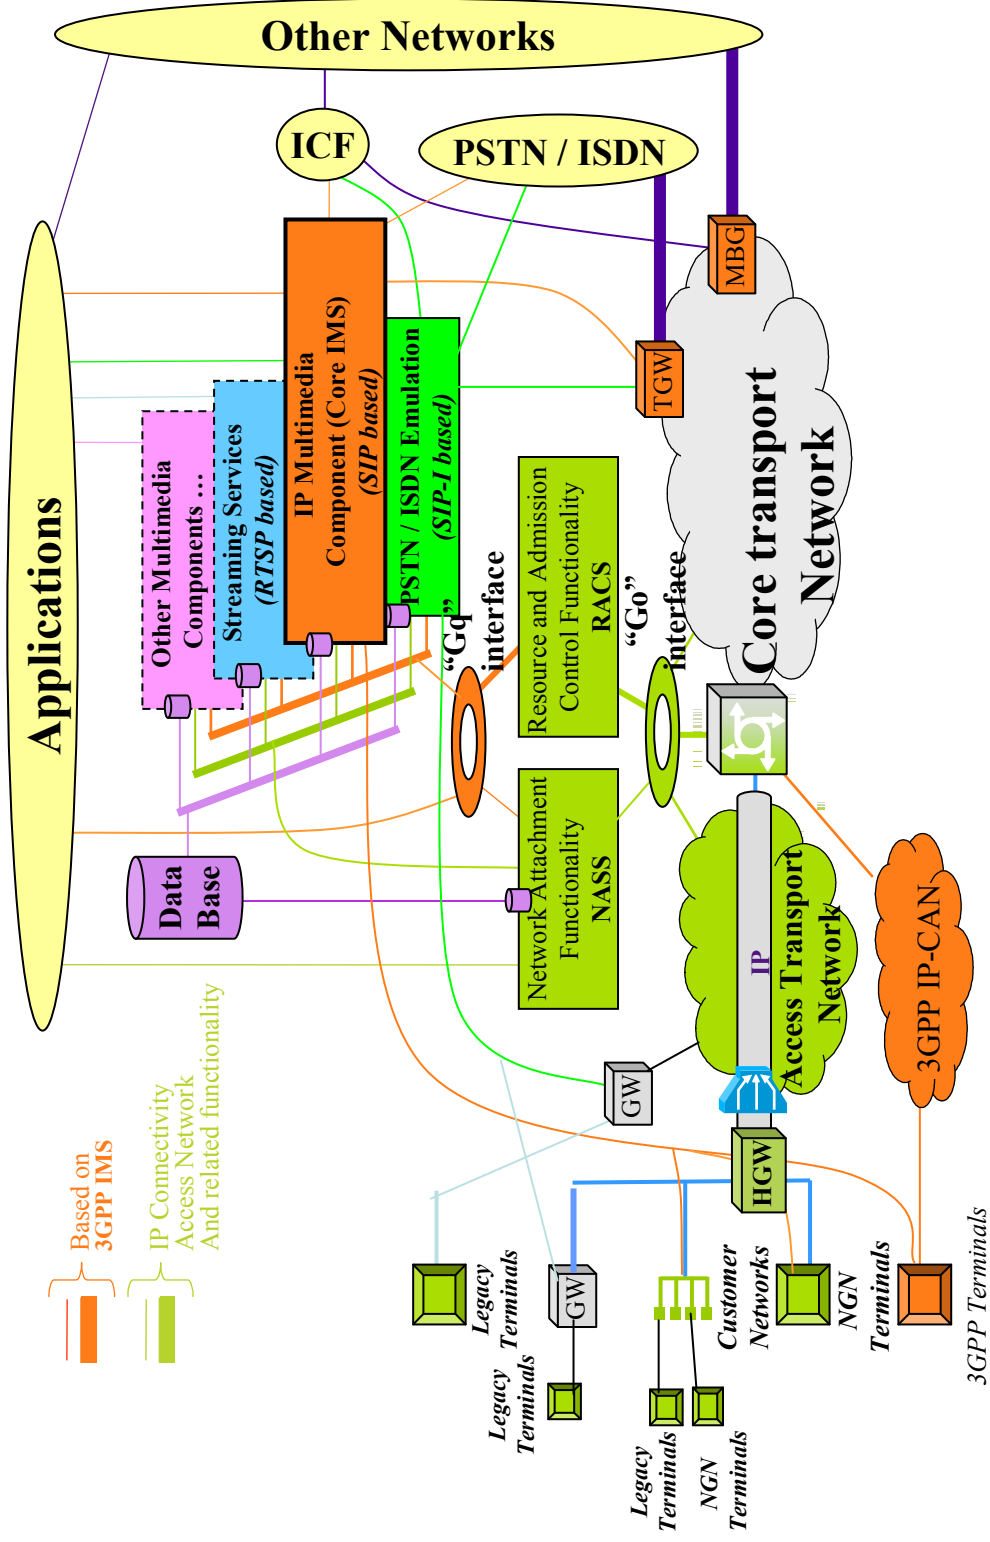 Other Networks
ICF
PSTN / ISDN
Applications
Other Multimedia
Components …
Streaming Services
(RTSP based)
IP Multimedia
Component (Core IMS)
(SIP based)
PSTN / ISDN Emulation
(SIP-I based)
MBG
TGW
“Gq”
interface
Resource and Admission
Control Functionality
RACS
“Go”
interface
Core transport
Network
Data
Base
Network Attachment
Functionality
NASS
IP
Access Transport
Network
3GPP IP-CAN
GW
HGW
Based on
3GPP IMS
IP Connectivity
Access Network
And related functionality
Legacy
Terminals
GW
Legacy
Terminals
Customer
Networks
NGN
Terminals
Legacy
Terminals
NGN
Terminals
3GPP Terminals